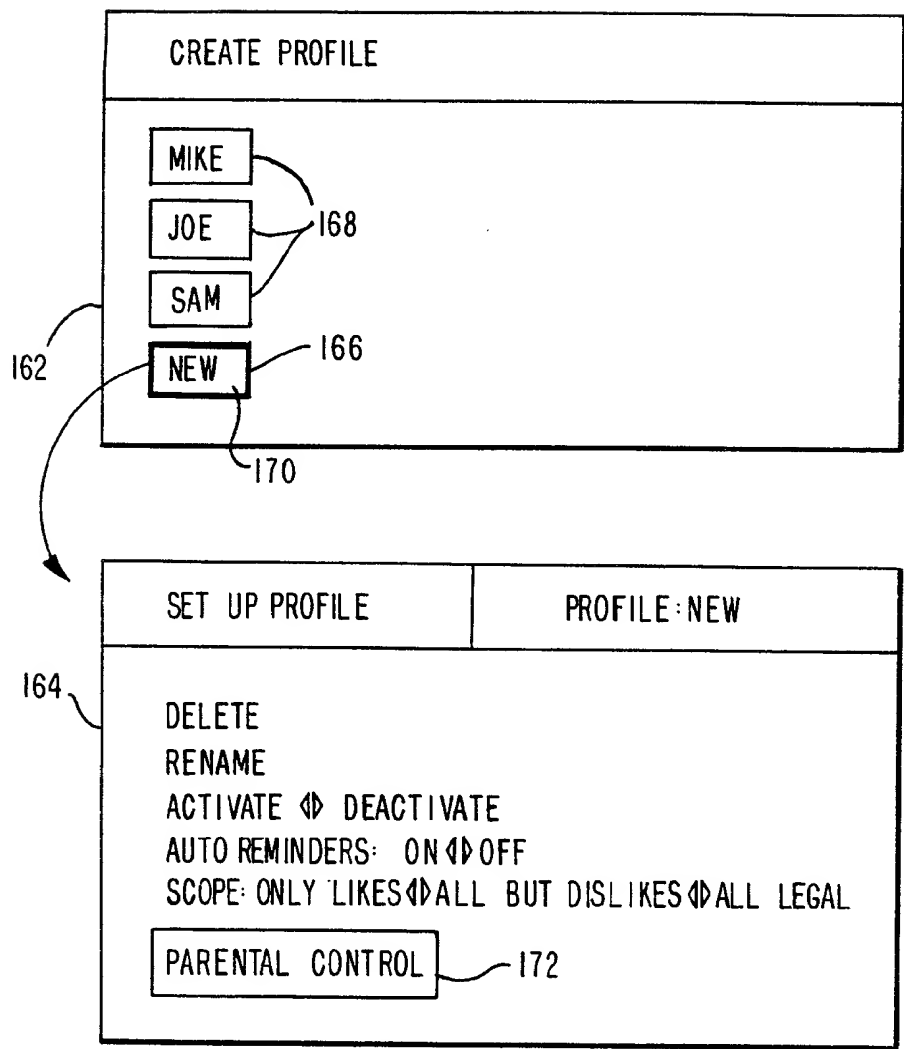 CREATE PROFILE
MIKE
JOE
168
SAM
162
NEW
166
170
SET UP PROFILE
PROFILE:NEW
164
DELETE
RENAME
ACTIVATE ◁▷ DEACTIVATE
AUTO REMINDERS: ON◁▷OFF
SCOPE: ONLY LIKES◁▷ALL BUT DISLIKES◁▷ALL LEGAL
PARENTAL CONTROL
172